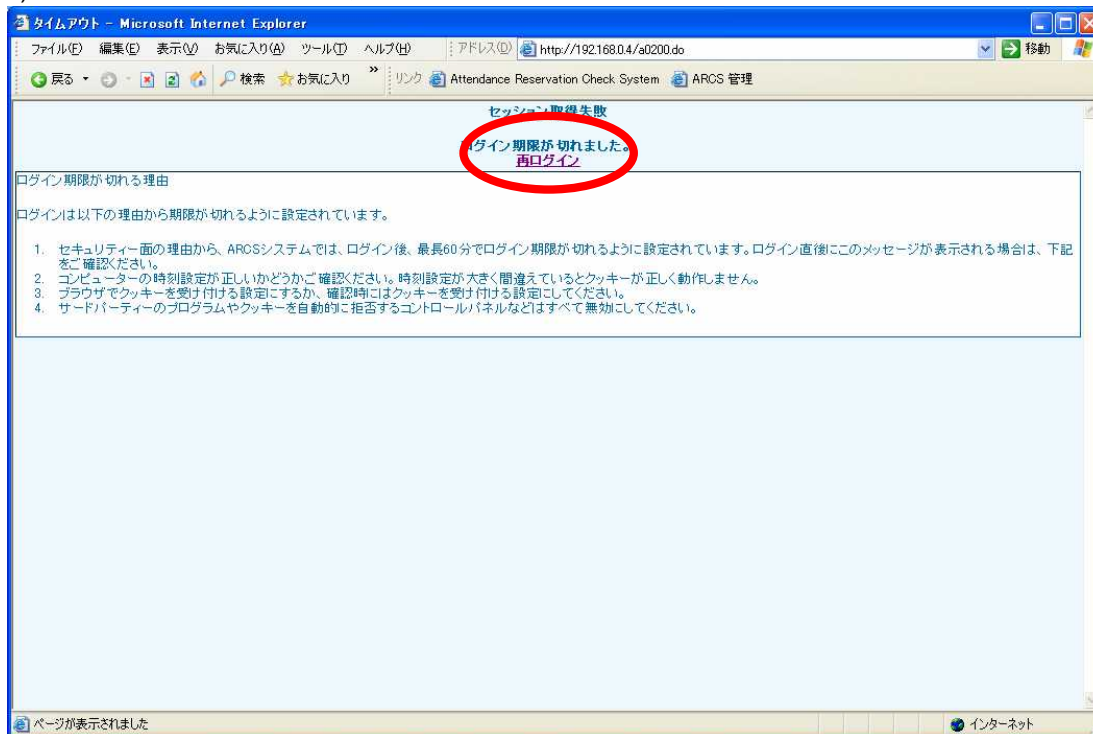 タイムアウト - Microsoft Internet Explorer
ファイル(F) 編集(E) 表示(V) お気に入り(A) ツール(T) ヘルプ(H) アドレス(D) http://192.168.0.4/a0200.do 移動
戻る 検索 お気に入り » リンク Attendance Reservation Check System ARCS 管理
セッション取得失敗
ログイン期限が切れました。
再ログイン
ログイン期限が切れる理由
ログインは以下の理由から期限が切れるように設定されています。
1. セキュリティー面の理由から、ARCSシステムでは、ログイン後、最長60分でログイン期限が切れるように設定されています。ログイン直後にこのメッセージが表示される場合は、下記
をご確認ください。
2. コンピューターの時刻設定が正しいかどうかご確認ください。時刻設定が大きく間違えているとクッキーが正しく動作しません。
3. ブラウザでクッキーを受け付ける設定にするか、確認時にはクッキーを受け付ける設定にしてください。
4. サードパーティーのプログラムやクッキーを自動的に拒否するコントロールパネルなどはすべて無効にしてください。
ページが表示されました インターネット